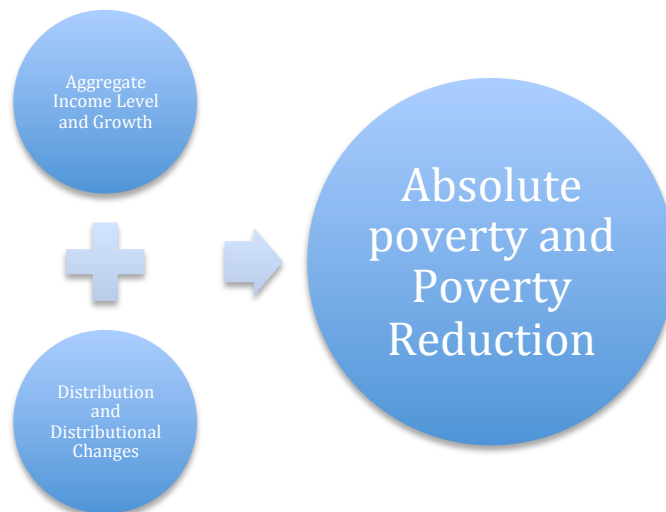 Aggregate
Income Level
and Growth
Distribution
and
Distributional
Changes
Absolute
poverty and
Poverty
Reduction